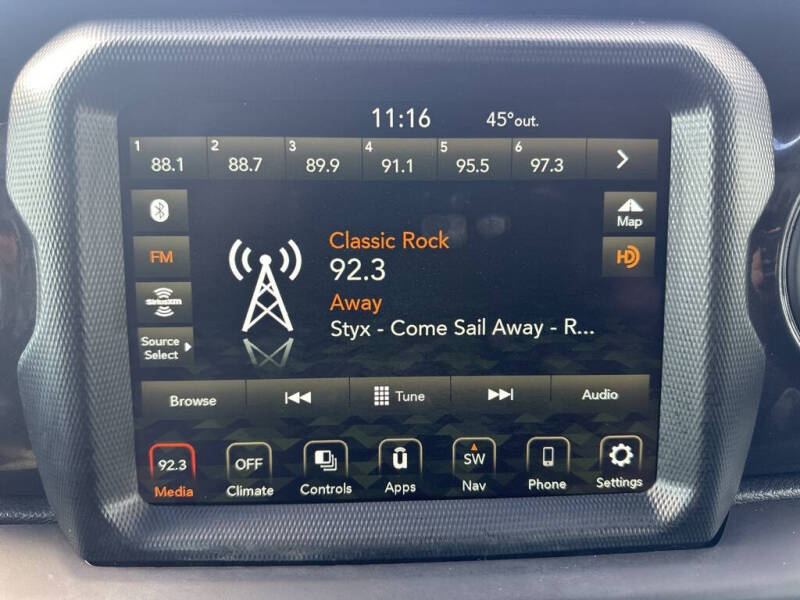 11:16 45°out.
1 88.1 2 88.7 3 89.9 4 91.1 5 95.5 6 97.3
Map
Classic Rock
FM 92.3 HD
Away
SiriusXM
Styx - Come Sail Away - R...
Source
Select
Browse Tune Audio
92.3 OFF u SW
Media Climate Controls Apps Nav Phone Settings